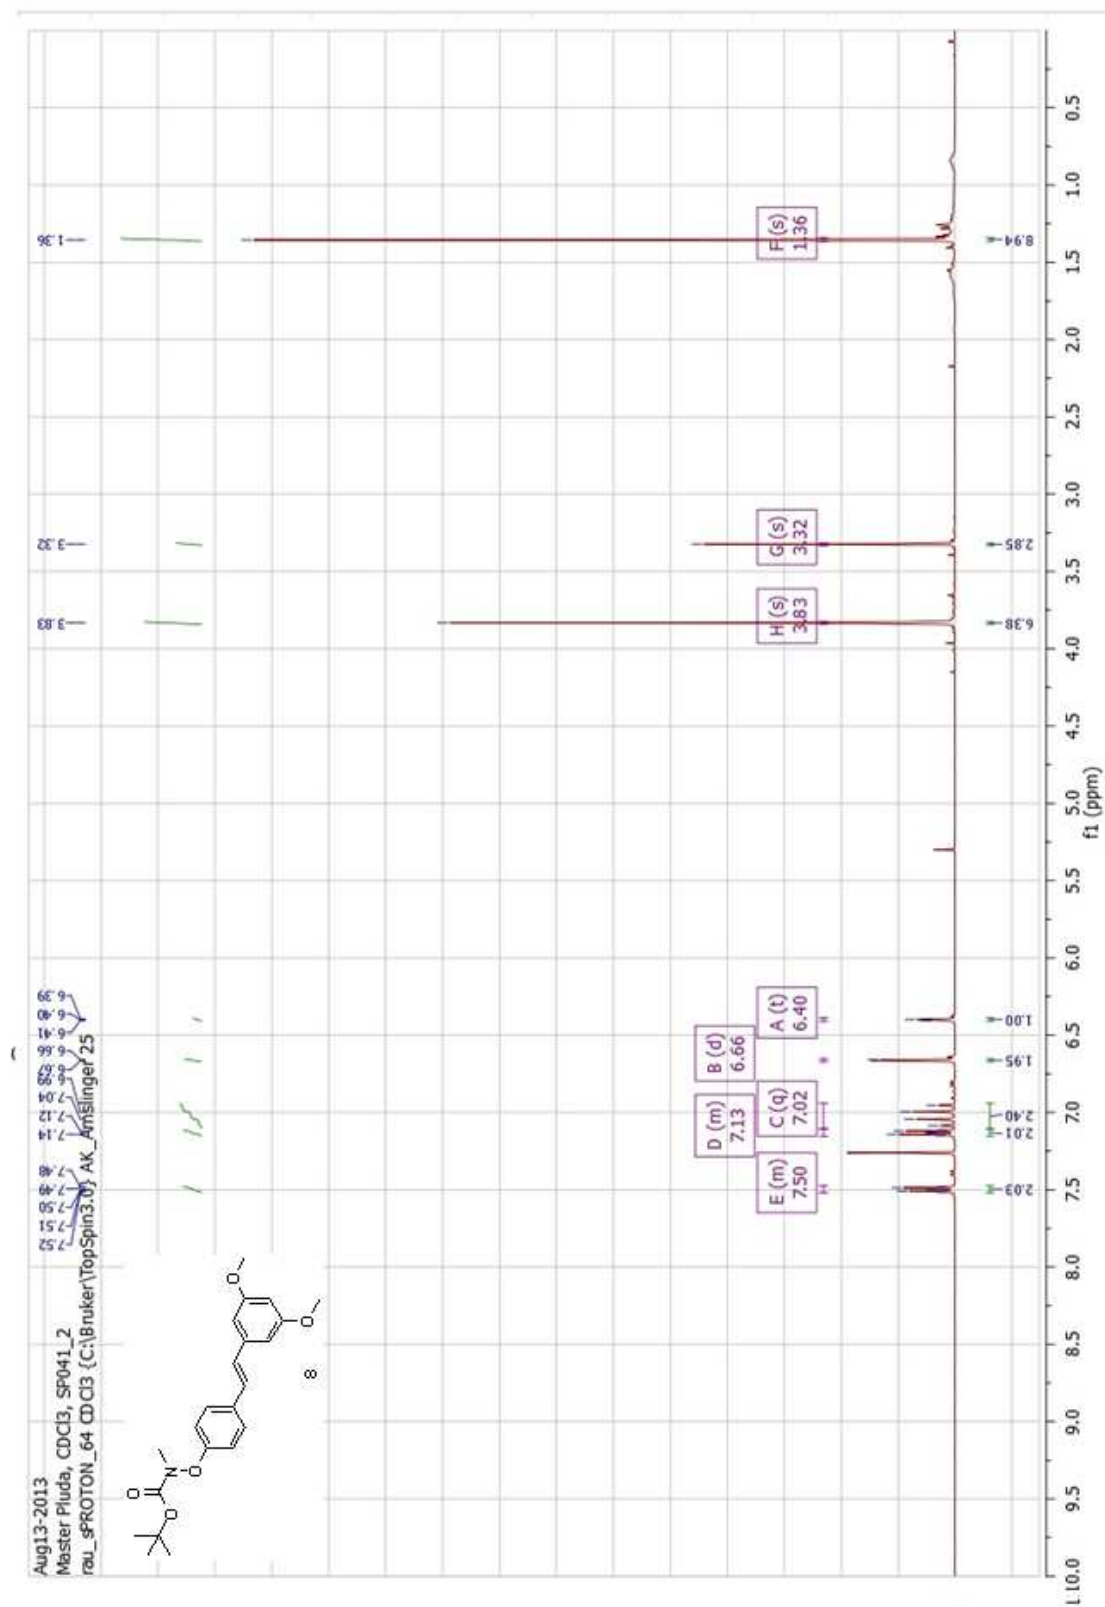 Aug13-2013
Master Pluda, CDCl3, SP041_2
rau_sPROTON_64 CDCl3 {C:\Bruker\TopSpin3.0} AK_Amslinger 25
7.52
7.51
7.50
7.49
7.48
7.14
7.12
7.04
6.99
6.67
6.66
6.41
6.40
6.39
3.83
3.32
1.36
O
O
N
O
O
O
8
E (m)
7.50
D (m)
7.13
C (q)
7.02
B (d)
6.66
A (t)
6.40
H (s)
3.83
G (s)
3.32
F (s)
1.36
2.03
2.01
2.40
1.95
1.00
6.38
2.85
8.94
10.0 9.5 9.0 8.5 8.0 7.5 7.0 6.5 6.0 5.5 5.0 4.5 4.0 3.5 3.0 2.5 2.0 1.5 1.0 0.5
f1 (ppm)